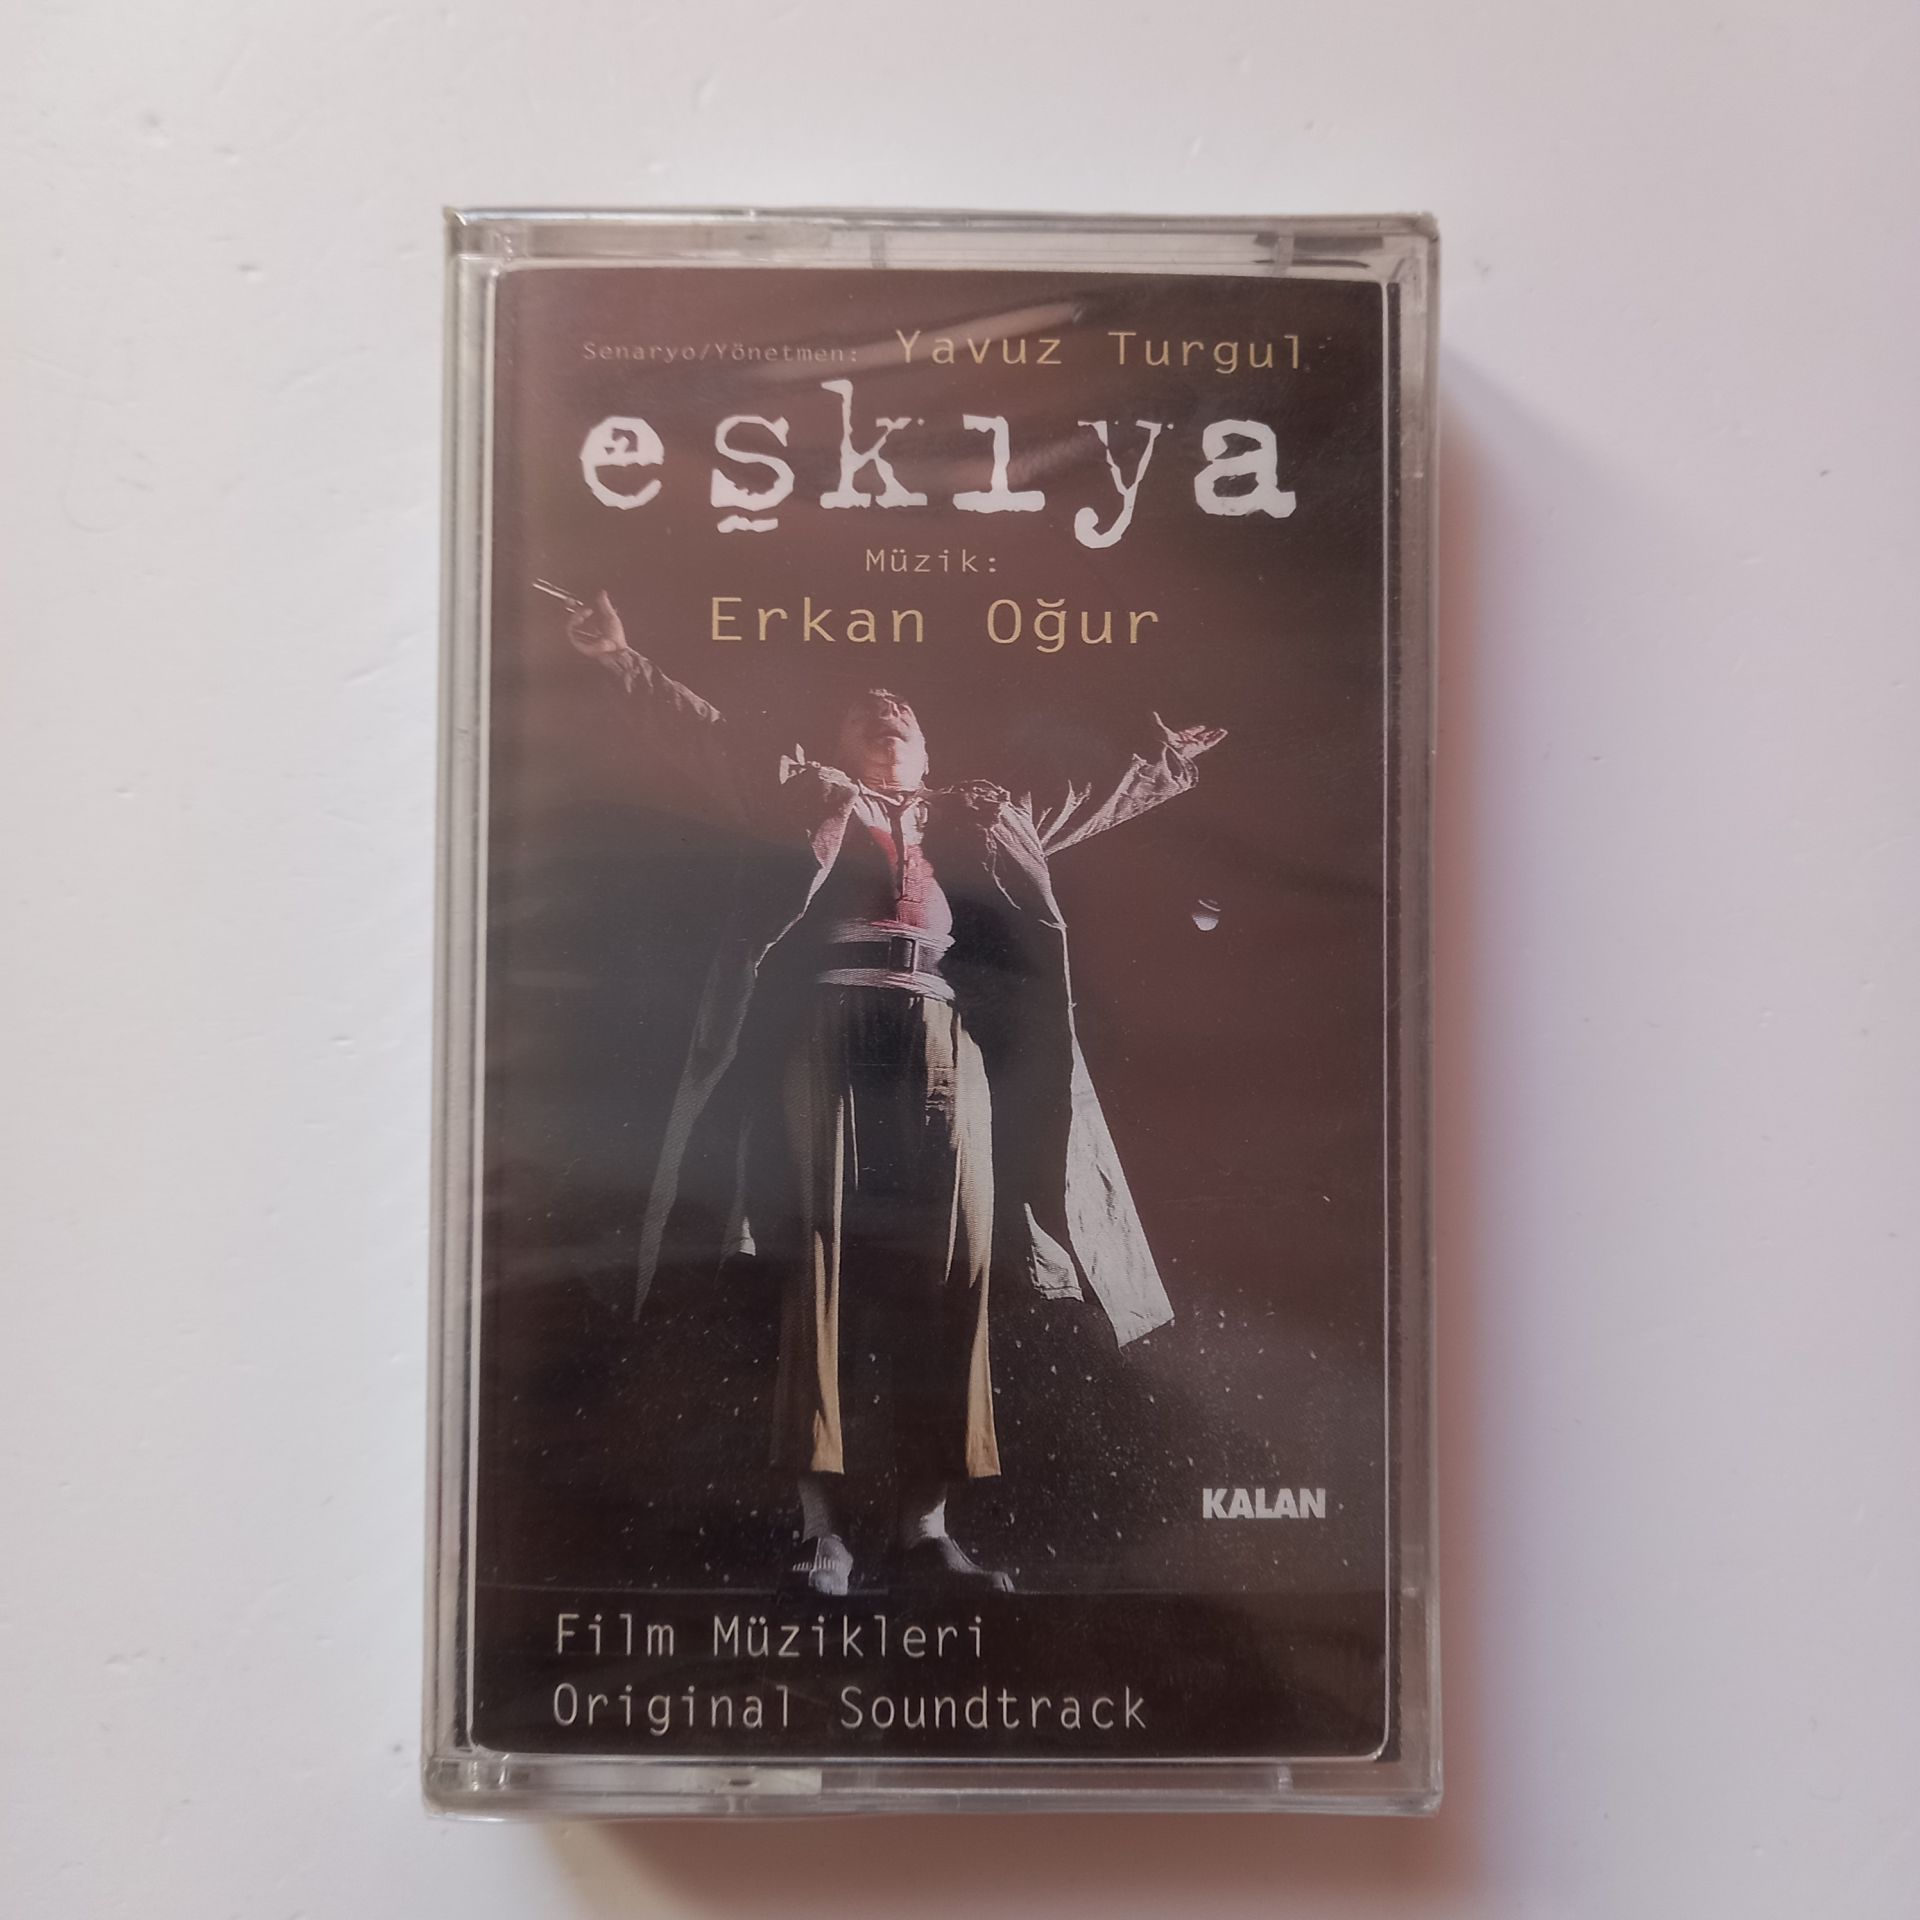 Senaryo/Yönetmen: Yavuz Turgul
eşkıya
Müzik:
Erkan Oğur
KALAN
Film Müzikleri
Original Soundtrack